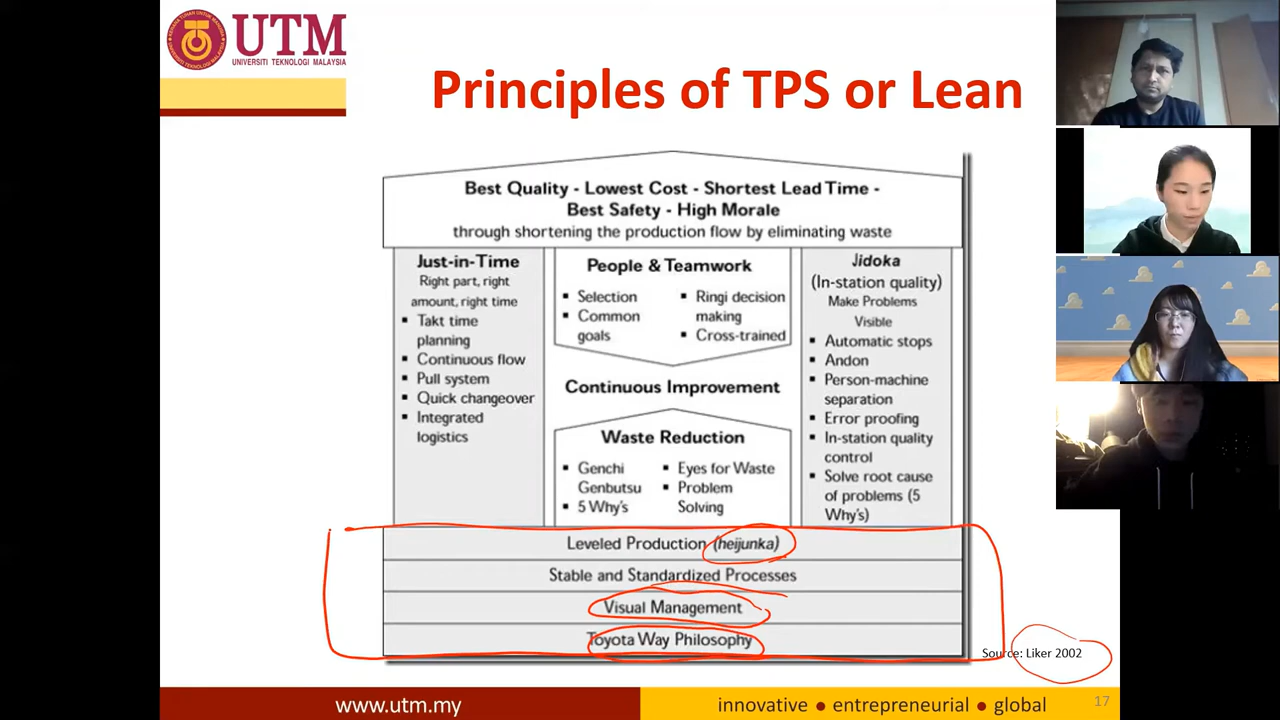 UTM
UNIVERSITI TEKNOLOGI MALAYSIA
Principles of TPS or Lean
Best Quality - Lowest Cost - Shortest Lead Time -
Best Safety - High Morale
through shortening the production flow by eliminating waste
Just-in-Time
Right part, right
amount, right time
▪ Takt time
planning
▪ Continuous flow
▪ Pull system
▪ Quick changeover
▪ Integrated
logistics
People & Teamwork
▪ Selection
▪ Common
goals
▪ Ringi decision
making
▪ Cross-trained
Continuous Improvement
Waste Reduction
▪ Genchi
Genbutsu
▪ 5 Why's
▪ Eyes for Waste
▪ Problem
Solving
Jidoka
(In-station quality)
Make Problems
Visible
▪ Automatic stops
▪ Andon
▪ Person-machine
separation
▪ Error proofing
▪ In-station quality
control
▪ Solve root cause
of problems (5
Why's)
Leveled Production (heijunka)
Stable and Standardized Processes
Visual Management
Toyota Way Philosophy
Source: Liker 2002
www.utm.my
innovative ● entrepreneurial ● global
17